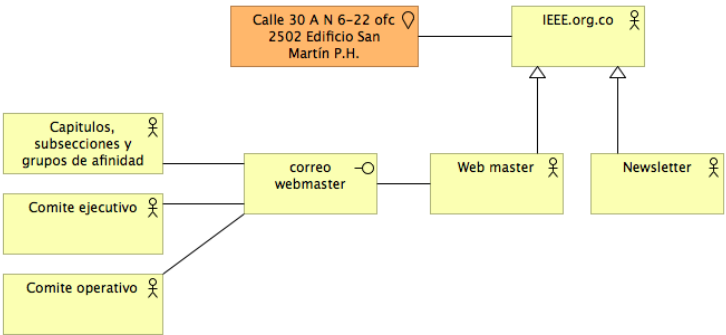 Calle 30 A N 6-22 ofc
2502 Edificio San
Martín P.H.
IEEE.org.co
Capitulos,
subsecciones y
grupos de afinidad
correo
webmaster
Web master
Newsletter
Comite ejecutivo
Comite operativo